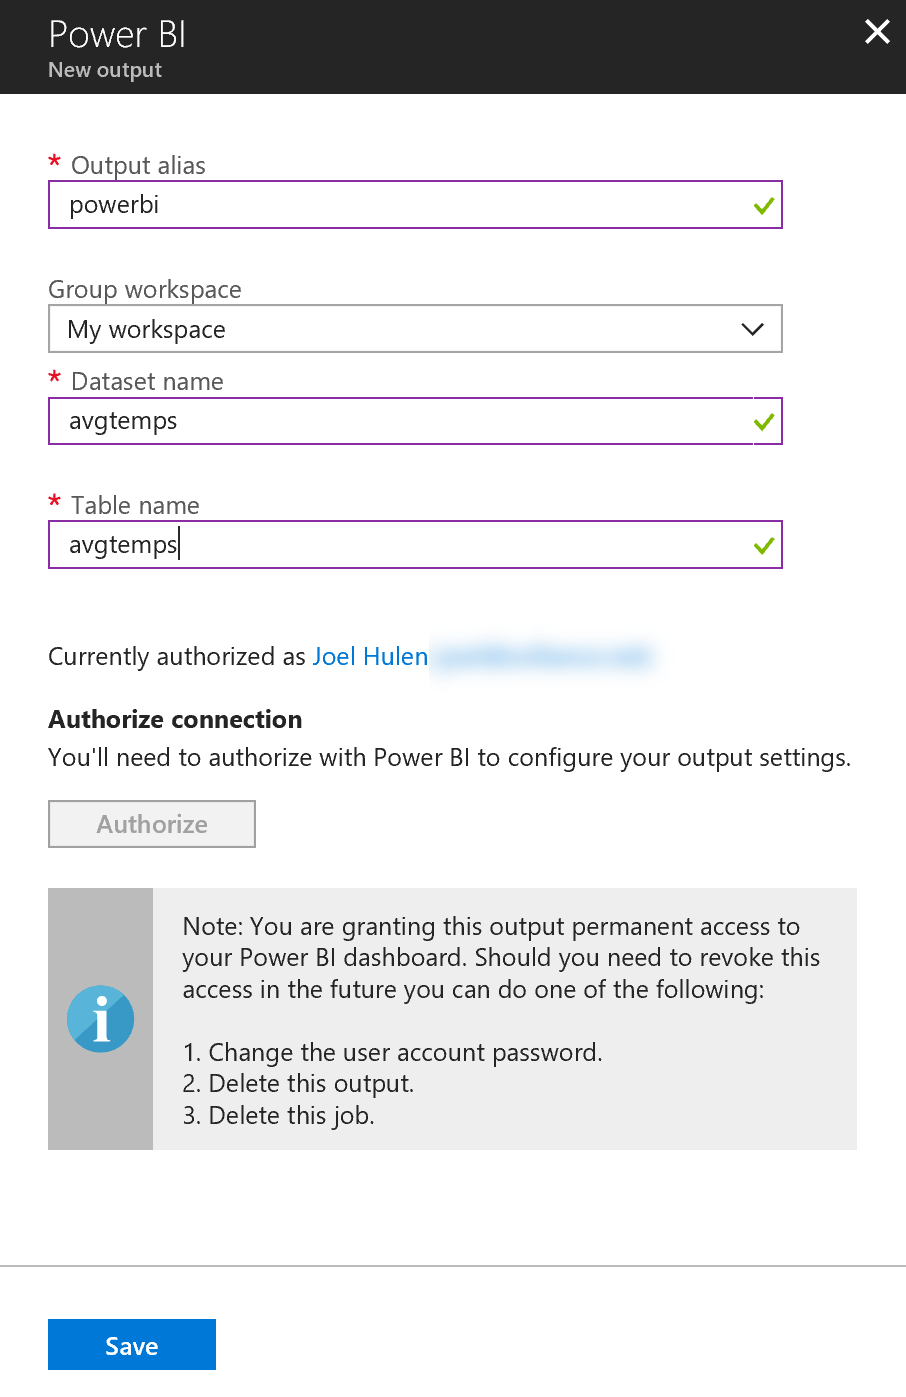 Power BI
New output
* Output alias
powerbi
Group workspace
My workspace
* Dataset name
avgtemps
* Table name
avgtemps
Currently authorized as Joel Hulen
Authorize connection
You'll need to authorize with Power BI to configure your output settings.
Authorize
Note: You are granting this output permanent access to
your Power BI dashboard. Should you need to revoke this
access in the future you can do one of the following:
1. Change the user account password.
2. Delete this output.
3. Delete this job.
Save